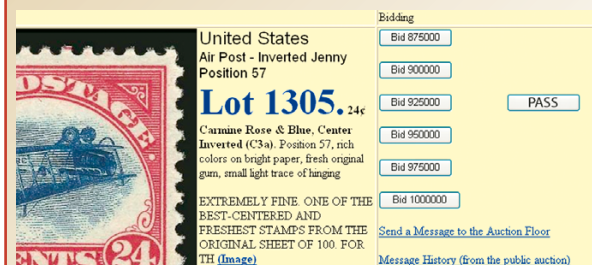 POSTAGE
CENTS 24
United States
Air Post - Inverted Jenny
Position 57
Lot 1305. 24¢
Carmine Rose & Blue, Center
Inverted (C3a). Position 57, rich
colors on bright paper, fresh original
gum, small light trace of hinging
EXTREMELY FINE. ONE OF THE
BEST-CENTERED AND
FRESHEST STAMPS FROM THE
ORIGINAL SHEET OF 100. FOR
TH (Image)
Bidding
Bid 875000
Bid 900000
Bid 925000
PASS
Bid 950000
Bid 975000
Bid 1000000
Send a Message to the Auction Floor
Message History (from the public auction)